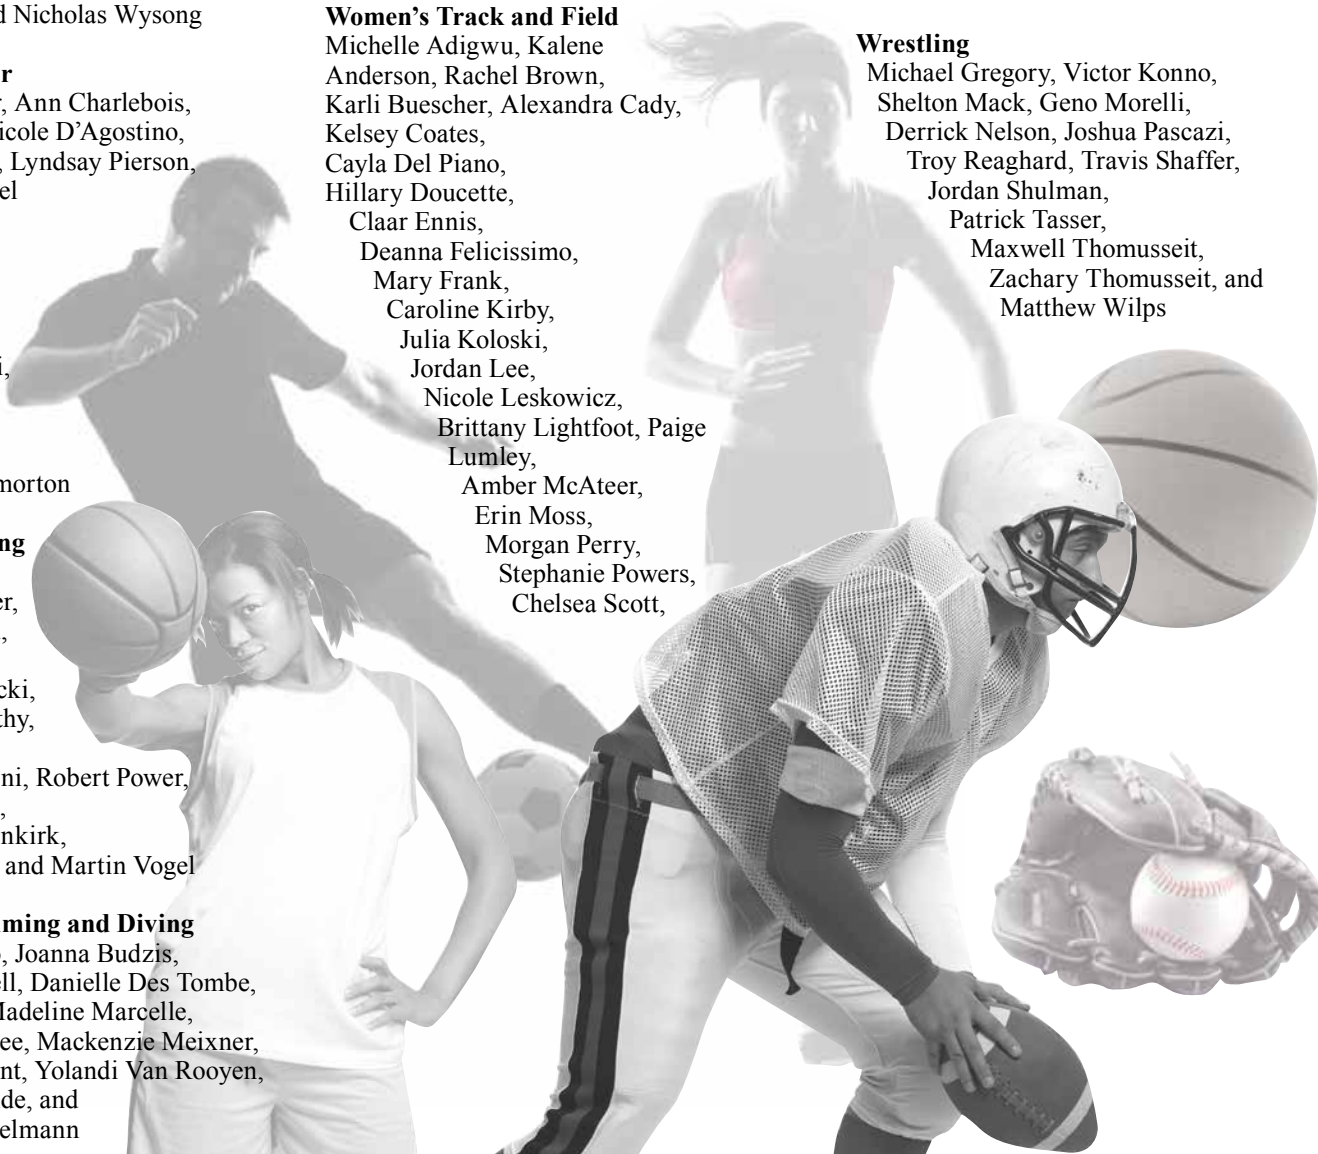 d Nicholas Wysong
r
, Ann Charlebois,
icole D’Agostino,
, Lyndsay Pierson,
el
i,
morton
ng
er,
,
cki,
thy,
ni, Robert Power,
,
nkirk,
and Martin Vogel
ming and Diving
, Joanna Budzis,
ell, Danielle Des Tombe,
Madeline Marcelle,
ee, Mackenzie Meixner,
nt, Yolandi Van Rooyen,
de, and
elmann
Women’s Track and Field
Michelle Adigwu, Kalene
Anderson, Rachel Brown,
Karli Buescher, Alexandra Cady,
Kelsey Coates,
Cayla Del Piano,
Hillary Doucette,
Claar Ennis,
Deanna Felicissimo,
Mary Frank,
Caroline Kirby,
Julia Koloski,
Jordan Lee,
Nicole Leskowicz,
Brittany Lightfoot, Paige
Lumley,
Amber McAteer,
Erin Moss,
Morgan Perry,
Stephanie Powers,
Chelsea Scott,
Wrestling
Michael Gregory, Victor Konno,
Shelton Mack, Geno Morelli,
Derrick Nelson, Joshua Pascazi,
Troy Reaghard, Travis Shaffer,
Jordan Shulman,
Patrick Tasser,
Maxwell Thomusseit,
Zachary Thomusseit, and
Matthew Wilps